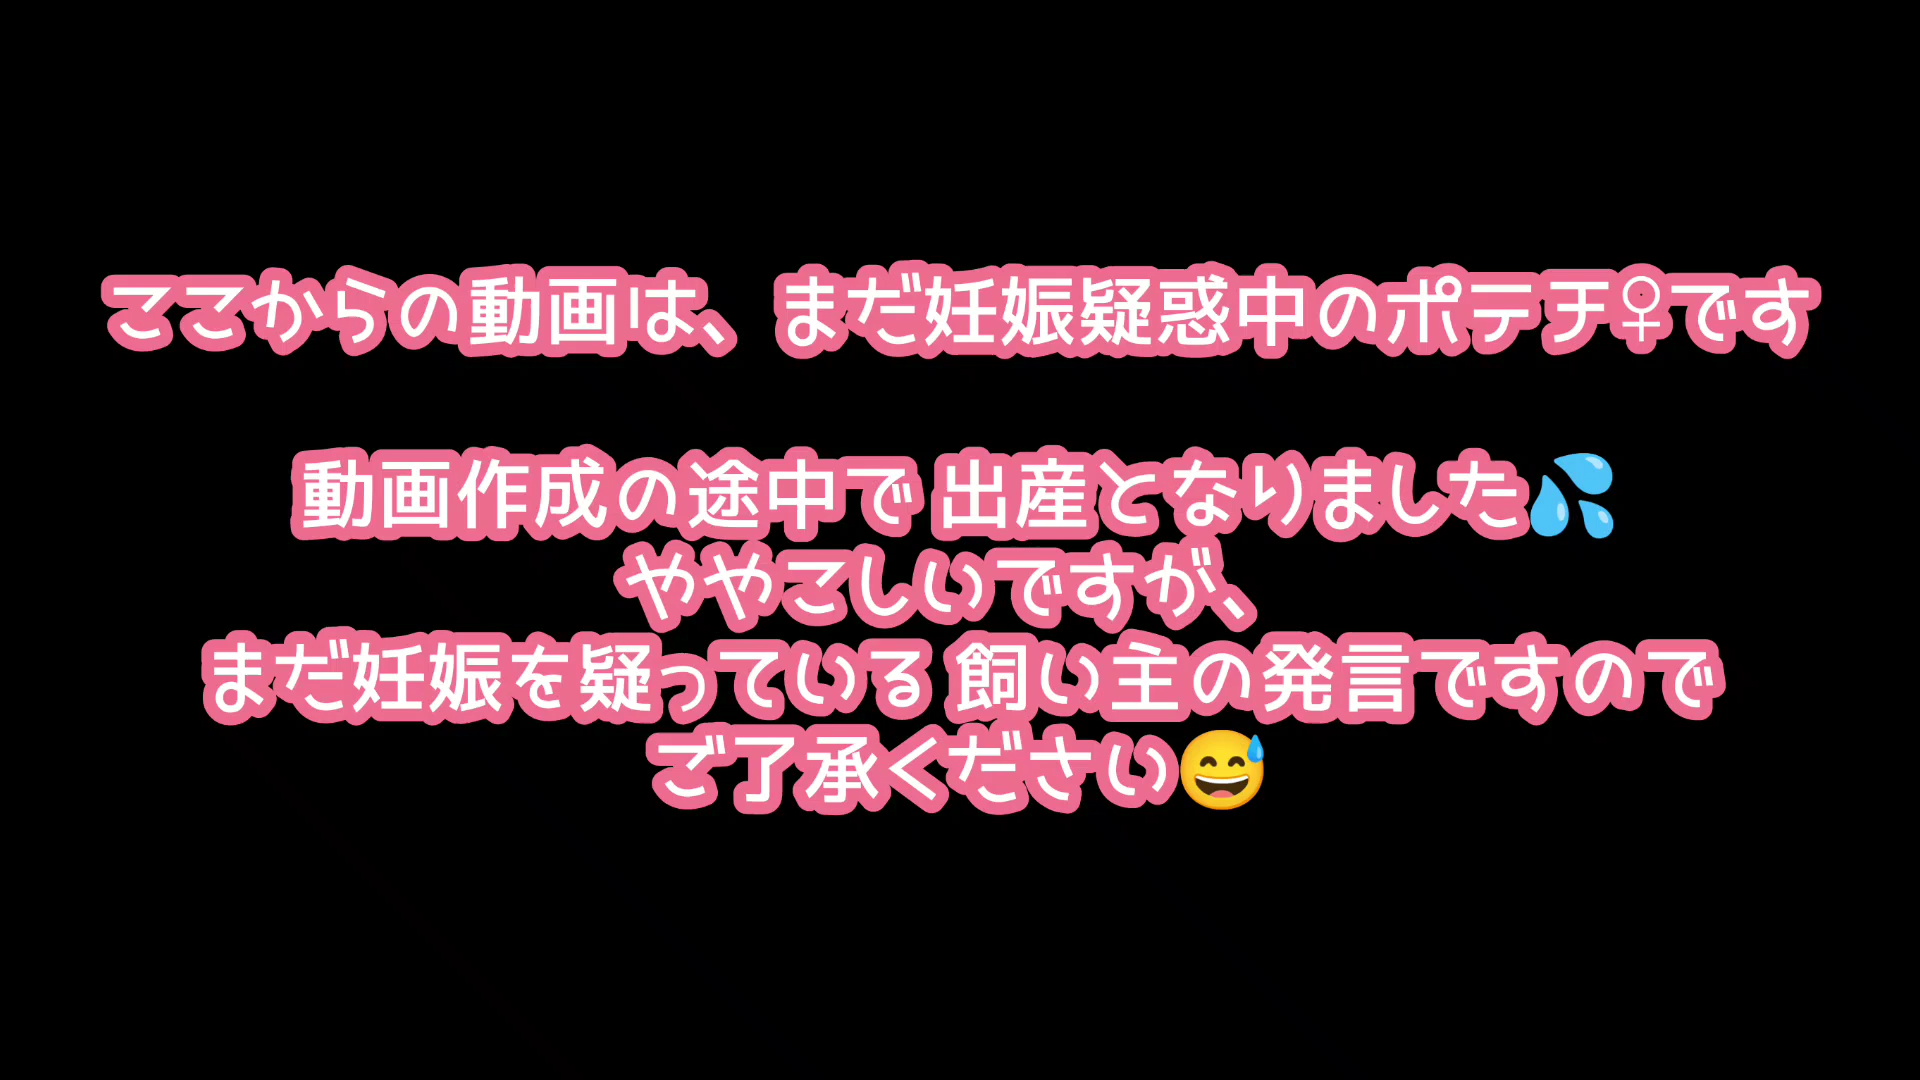 ここからの動画は、まだ妊娠疑惑中のポテチ♀です
動画作成の途中で 出産となりました💦
ややこしいですが、
まだ妊娠を疑っている 飼い主の発言ですので
ご了承ください😅